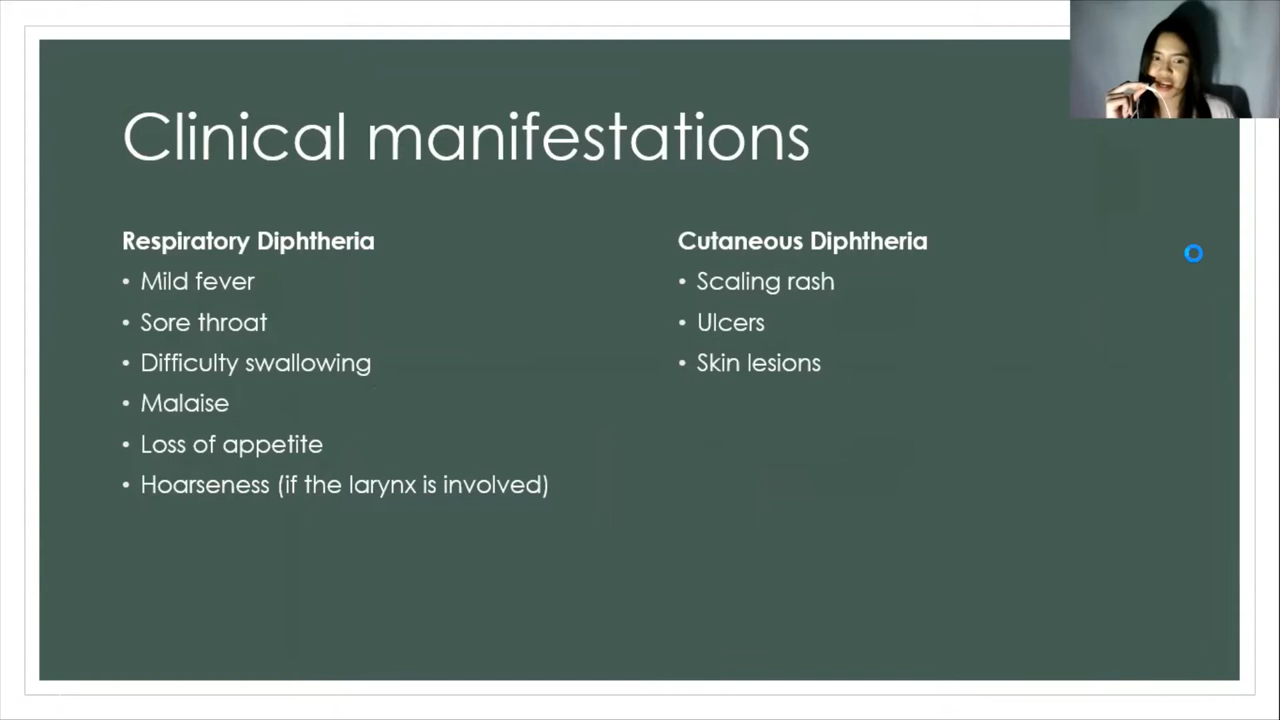 Clinical manifestations
Respiratory Diphtheria
• Mild fever
• Sore throat
• Difficulty swallowing
• Malaise
• Loss of appetite
• Hoarseness (if the larynx is involved)
Cutaneous Diphtheria
• Scaling rash
• Ulcers
• Skin lesions